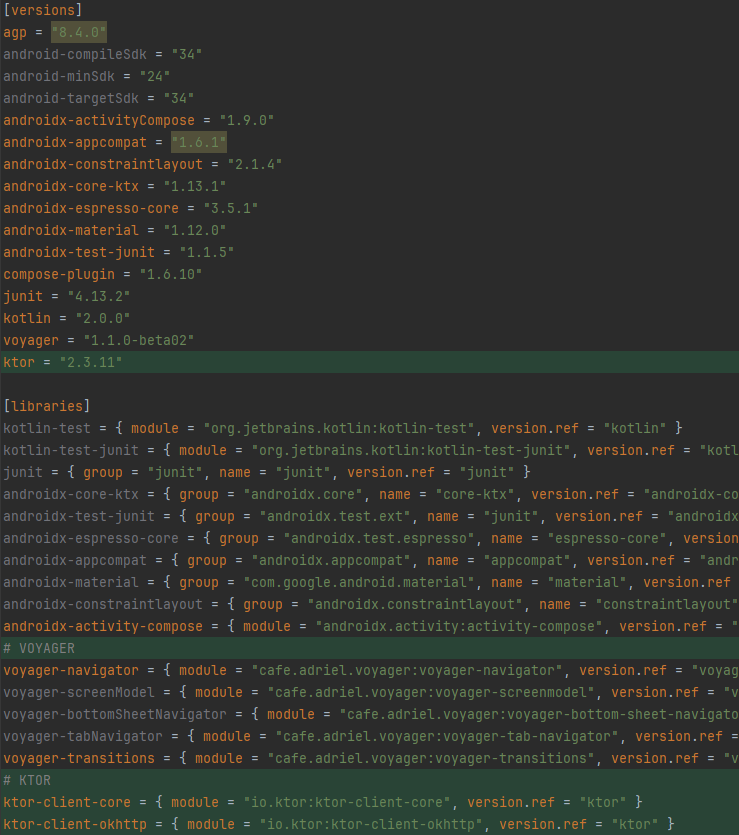 [versions]
agp = "8.4.0"
android-compileSdk = "34"
android-minSdk = "24"
android-targetSdk = "34"
androidx-activityCompose = "1.9.0"
androidx-appcompat = "1.6.1"
androidx-constraintlayout = "2.1.4"
androidx-core-ktx = "1.13.1"
androidx-espresso-core = "3.5.1"
androidx-material = "1.12.0"
androidx-test-junit = "1.1.5"
compose-plugin = "1.6.10"
junit = "4.13.2"
kotlin = "2.0.0"
voyager = "1.1.0-beta02"
ktor = "2.3.11"
[libraries]
kotlin-test = { module = "org.jetbrains.kotlin:kotlin-test", version.ref = "kotlin" }
kotlin-test-junit = { module = "org.jetbrains.kotlin:kotlin-test-junit", version.ref = "kotl
junit = { group = "junit", name = "junit", version.ref = "junit" }
androidx-core-ktx = { group = "androidx.core", name = "core-ktx", version.ref = "androidx-co
androidx-test-junit = { group = "androidx.test.ext", name = "junit", version.ref = "androidx
androidx-espresso-core = { group = "androidx.test.espresso", name = "espresso-core", version
androidx-appcompat = { group = "androidx.appcompat", name = "appcompat", version.ref = "andr
androidx-material = { group = "com.google.android.material", name = "material", version.ref
androidx-constraintlayout = { group = "androidx.constraintlayout", name = "constraintlayout"
androidx-activity-compose = { module = "androidx.activity:activity-compose", version.ref = "
# VOYAGER
voyager-navigator = { module = "cafe.adriel.voyager:voyager-navigator", version.ref = "voyag
voyager-screenModel = { module = "cafe.adriel.voyager:voyager-screenmodel", version.ref = "v
voyager-bottomSheetNavigator = { module = "cafe.adriel.voyager:voyager-bottom-sheet-navigato
voyager-tabNavigator = { module = "cafe.adriel.voyager:voyager-tab-navigator", version.ref =
voyager-transitions = { module = "cafe.adriel.voyager:voyager-transitions", version.ref = "v
# KTOR
ktor-client-core = { module = "io.ktor:ktor-client-core", version.ref = "ktor" }
ktor-client-okhttp = { module = "io.ktor:ktor-client-okhttp", version.ref = "ktor" }